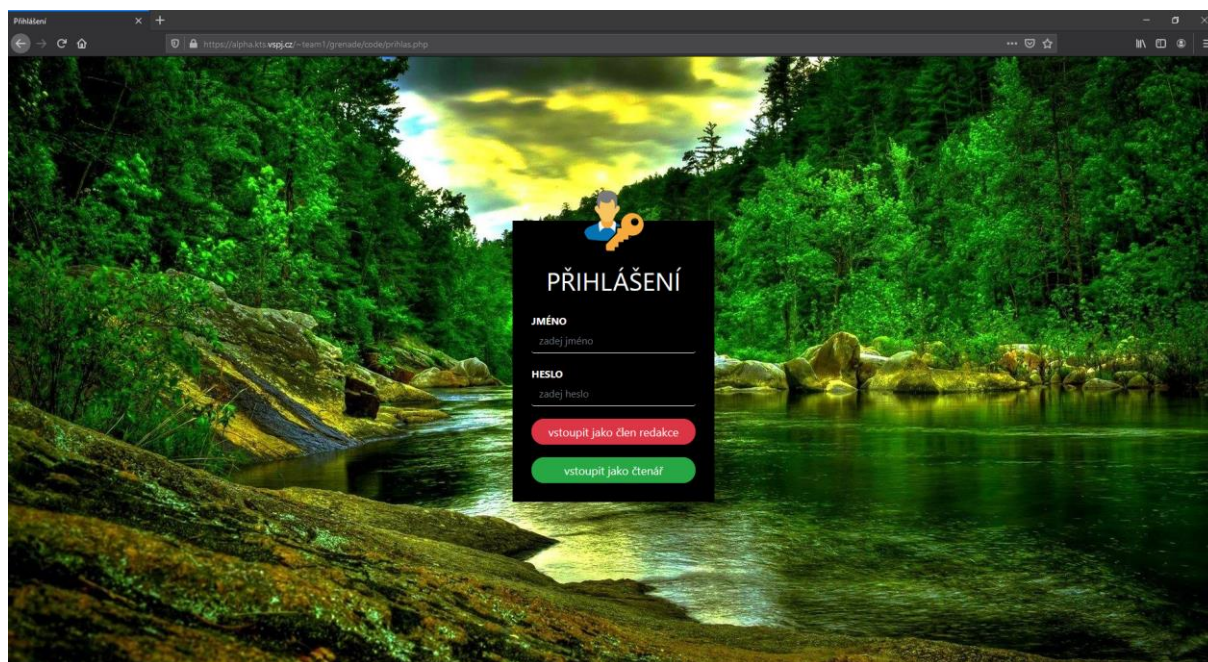 Přihlášení
https://alpha.kts.vspj.cz/~team1/grenade/code/prihlas.php
PŘIHLÁŠENÍ
JMÉNO
zadej jméno
HESLO
zadej heslo
vstoupit jako člen redakce
vstoupit jako čtenář